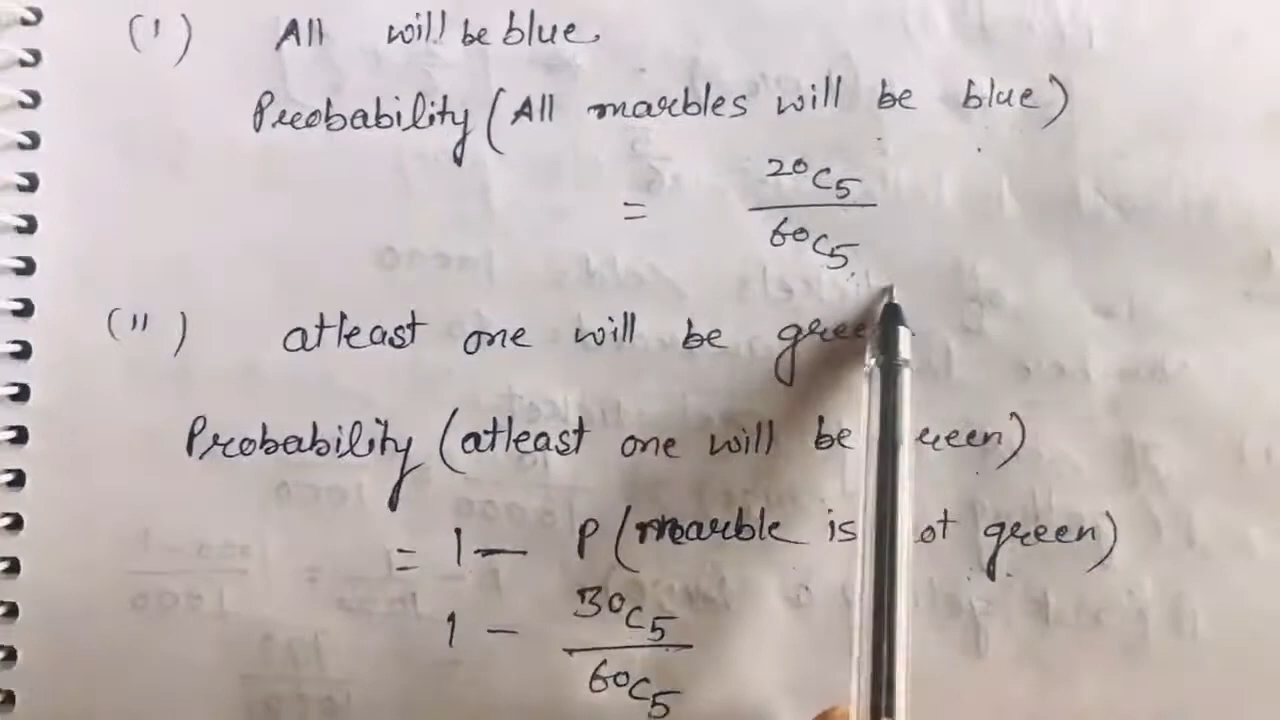 (i) All will be blue.
Probability (All marbles will be blue)
= ²⁰C₅ / ⁶⁰C₅
(ii) atleast one will be
Probability (atleast one will be
= 1 – P (marble is green)
1 – ³⁰C₅ / ⁶⁰C₅